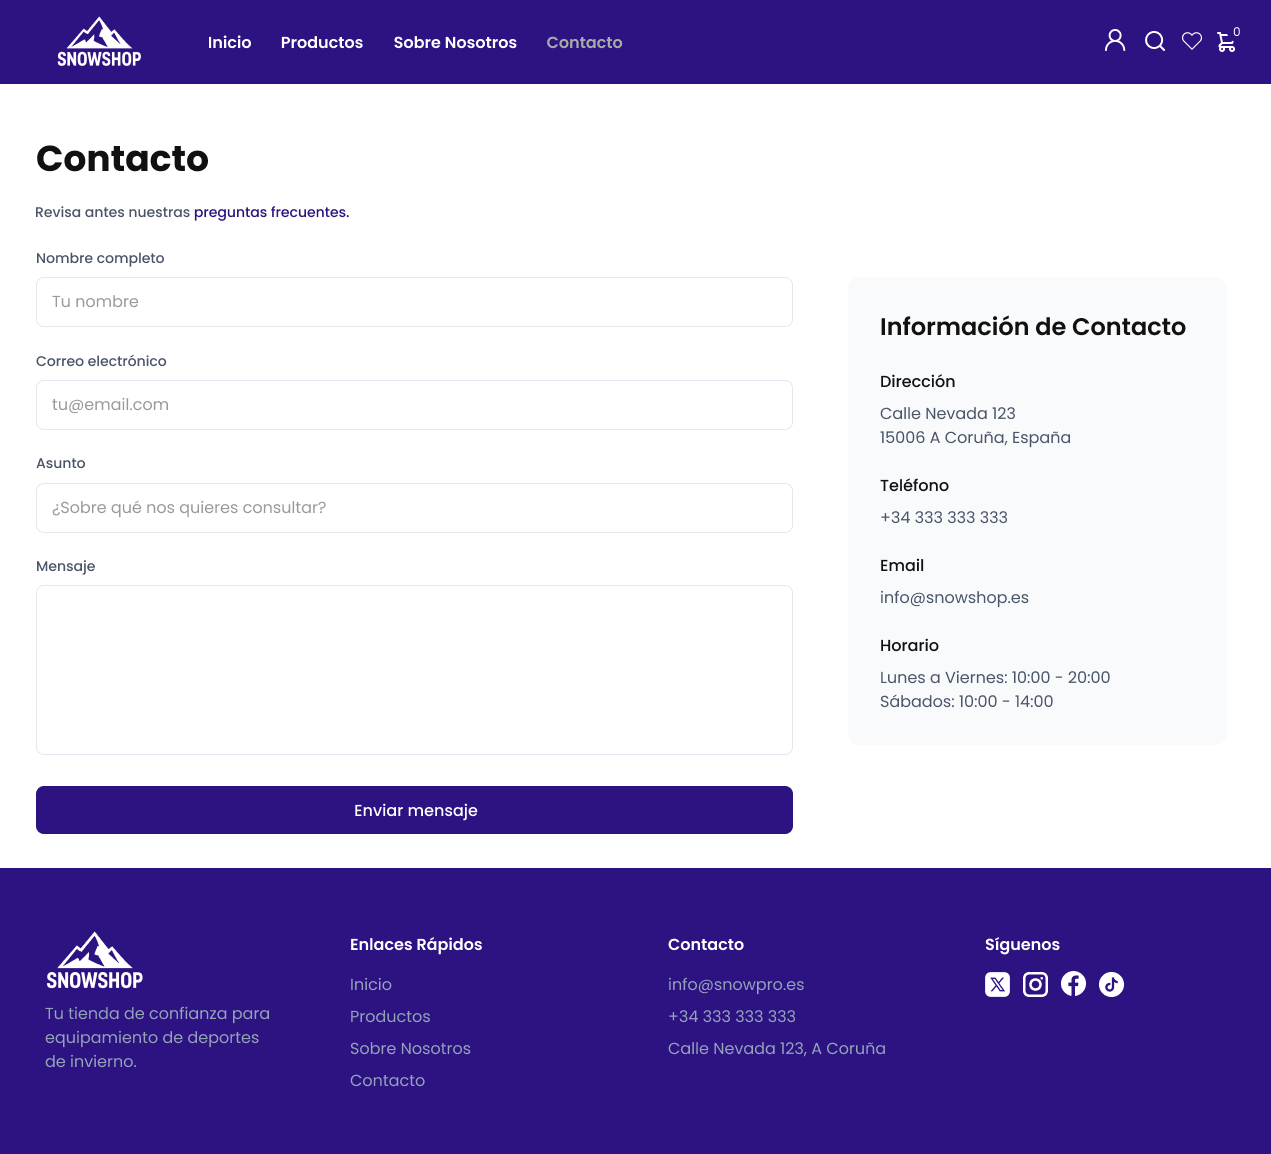 SNOWSHOP
Inicio
Productos
Sobre Nosotros
Contacto
0
Contacto
Revisa antes nuestras preguntas frecuentes.
Nombre completo
Tu nombre
Correo electrónico
tu@email.com
Asunto
¿Sobre qué nos quieres consultar?
Mensaje
Enviar mensaje
Información de Contacto
Dirección
Calle Nevada 123
15006 A Coruña, España
Teléfono
+34 333 333 333
Email
info@snowshop.es
Horario
Lunes a Viernes: 10:00 - 20:00
Sábados: 10:00 - 14:00
SNOWSHOP
Tu tienda de confianza para
equipamiento de deportes
de invierno.
Enlaces Rápidos
Inicio
Productos
Sobre Nosotros
Contacto
Contacto
info@snowpro.es
+34 333 333 333
Calle Nevada 123, A Coruña
Síguenos